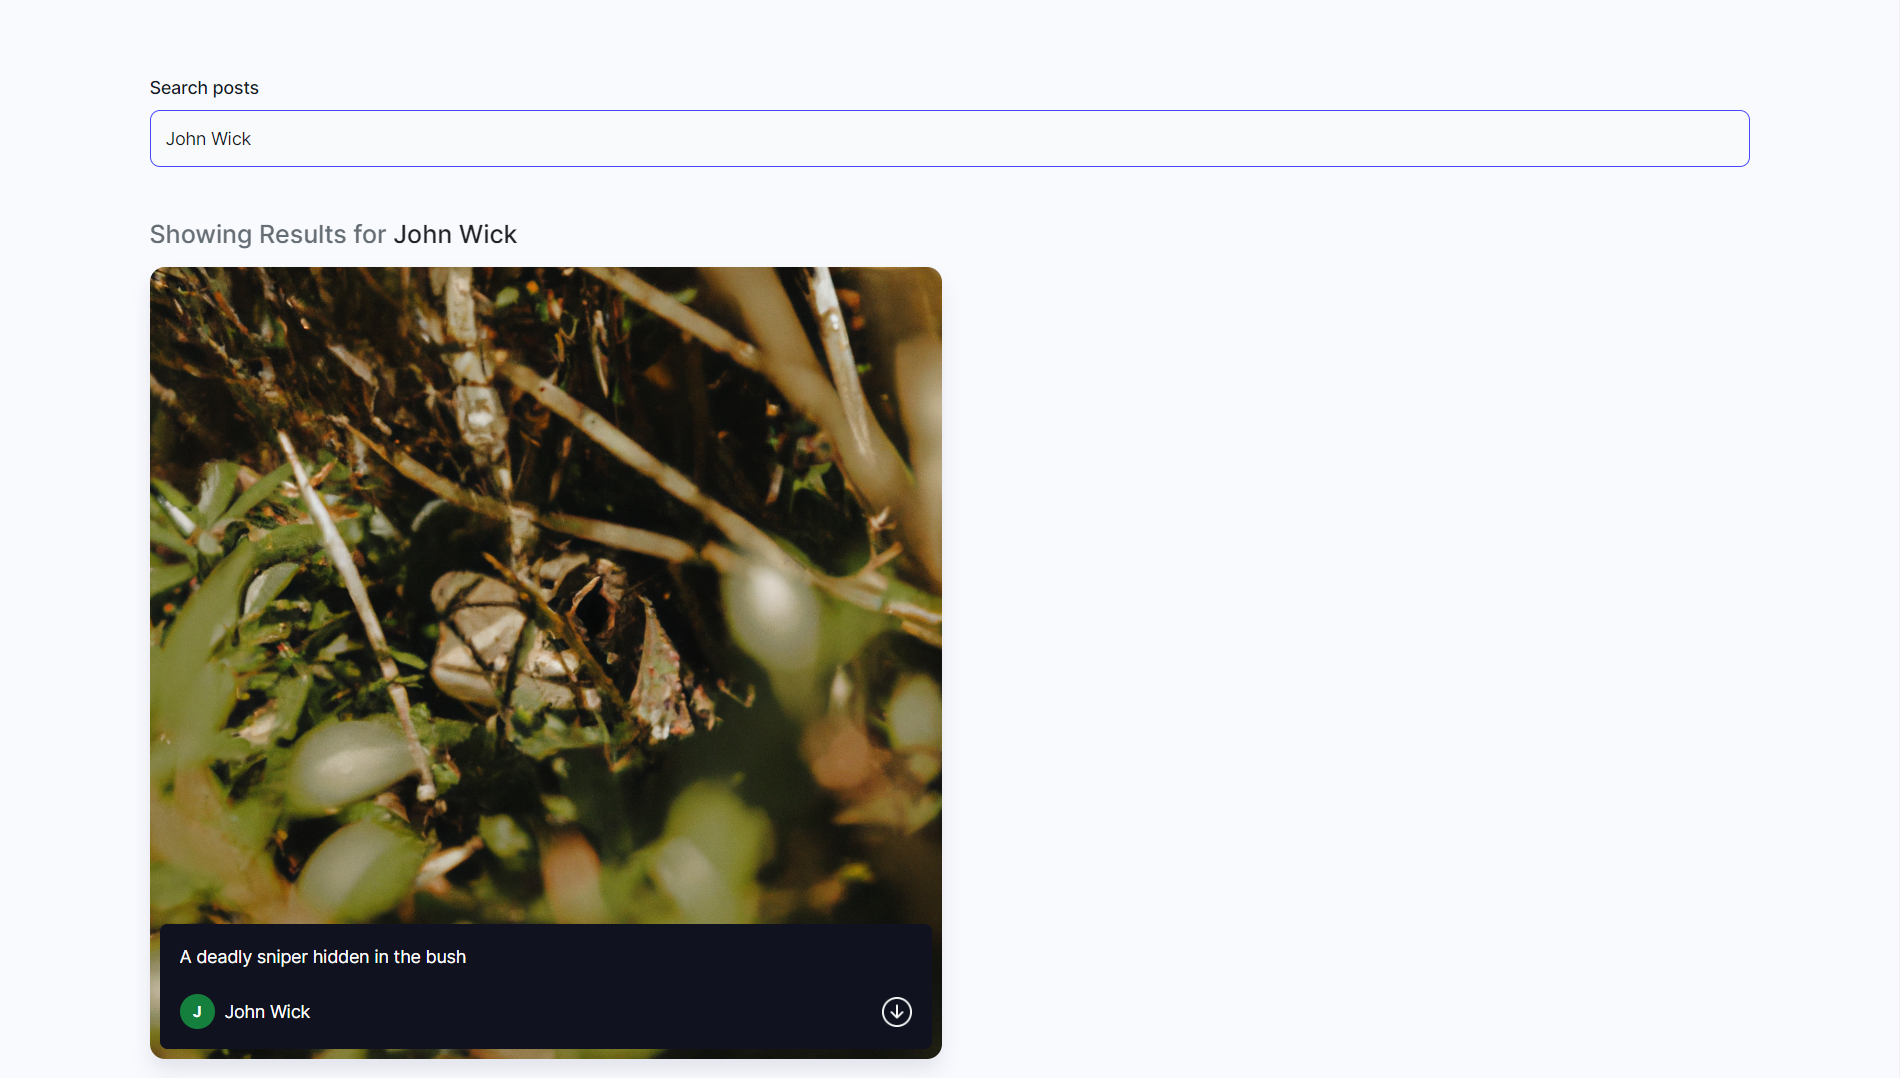 Search posts
John Wick
Showing Results for John Wick
A deadly sniper hidden in the bush
J
John Wick